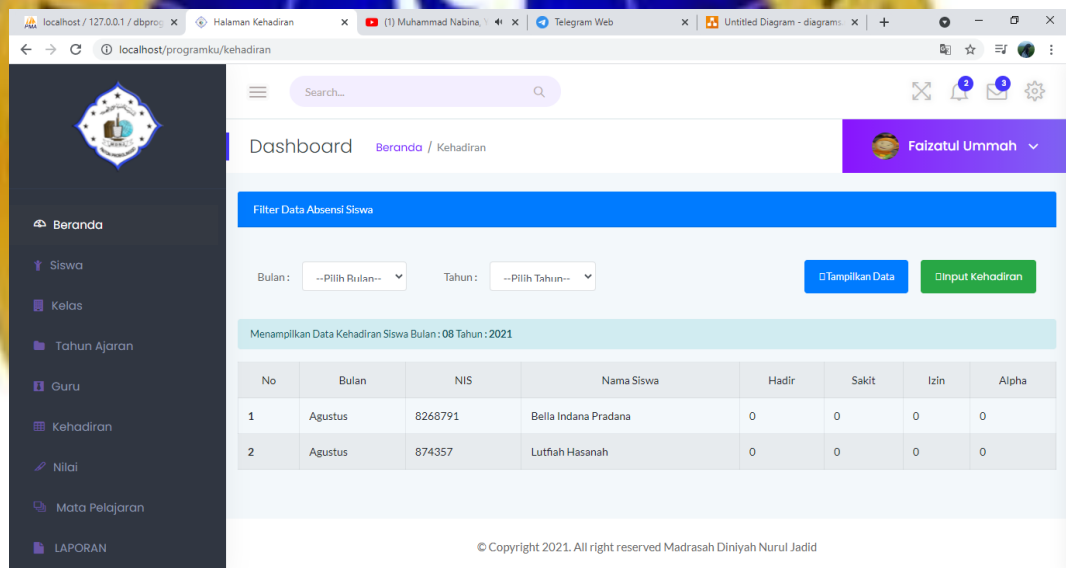 localhost / 127.0.0.1 / dbprog
Halaman Kehadiran
(1) Muhammad Nabina,
Telegram Web
Untitled Diagram - diagrams.
localhost/programku/kehadiran
Search...
2
3
Dashboard
Beranda / Kehadiran
Faizatul Ummah
Beranda
Siswa
Kelas
Tahun Ajaran
Guru
Kehadiran
Nilai
Mata Pelajaran
LAPORAN
Filter Data Absensi Siswa
Bulan : --Pilih Bulan-- Tahun : --Pilih Tahun-- Tampilkan Data Input Kehadiran
Menampilkan Data Kehadiran Siswa Bulan : 08 Tahun : 2021
No Bulan NIS Nama Siswa Hadir Sakit Izin Alpha
1 Agustus 8268791 Bella Indana Pradana 0 0 0 0
2 Agustus 874357 Lutfiah Hasanah 0 0 0 0
© Copyright 2021. All right reserved Madrasah Diniyah Nurul Jadid